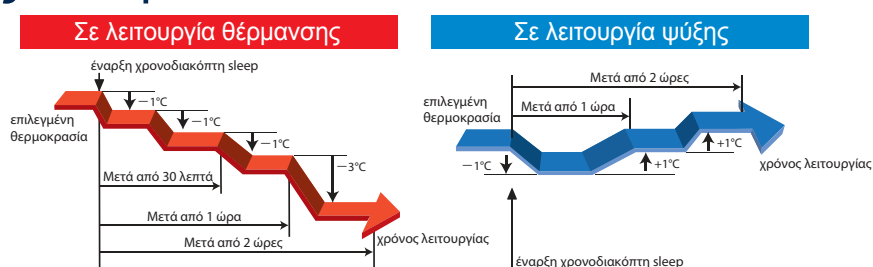 Σε λειτουργία θέρμανσης
έναρξη χρονοδιακόπτη sleep
επιλεγμένη
θερμοκρασία
−1°C
−1°C
−1°C
−3°C
Μετά από 30 λεπτά
Μετά από 1 ώρα
Μετά από 2 ώρες
χρόνος λειτουργίας
Σε λειτουργία ψύξης
Μετά από 2 ώρες
επιλεγμένη
θερμοκρασία
Μετά από 1 ώρα
−1°C
+1°C
+1°C
χρόνος λειτουργίας
έναρξη χρονοδιακόπτη sleep